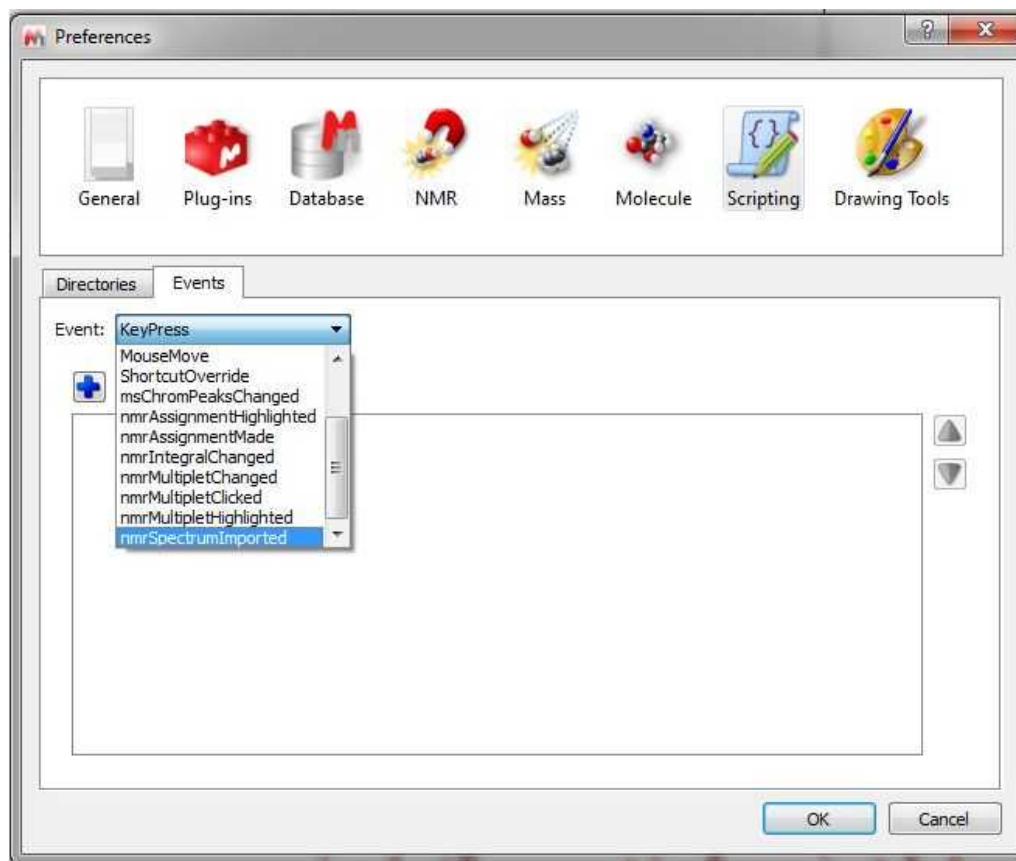 Preferences
General Plug-ins Database NMR Mass Molecule Scripting Drawing Tools
Directories Events
Event: KeyPress
MouseMove
ShortcutOverride
msChromPeaksChanged
nmrAssignmentHighlighted
nmrAssignmentMade
nmrIntegralChanged
nmrMultipletChanged
nmrMultipletClicked
nmrMultipletHighlighted
nmrSpectrumImported
OK Cancel